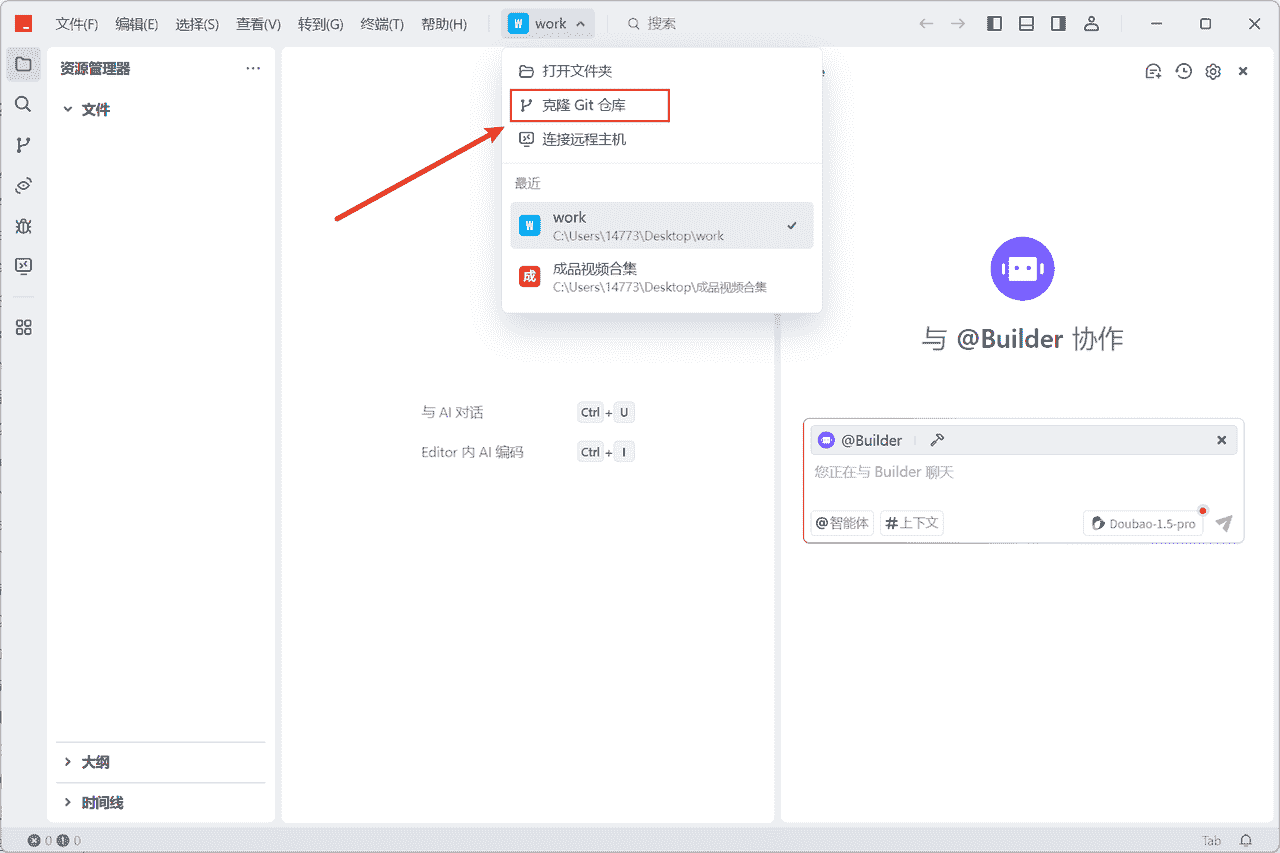 文件(F) 编辑(E) 选择(S) 查看(V) 转到(G) 终端(T) 帮助(H) W work 搜索
资源管理器
文件
大纲
时间线
打开文件夹
克隆 Git 仓库
连接远程主机
最近
W work
C:\Users\14773\Desktop\work
成 成品视频合集
C:\Users\14773\Desktop\成品视频合集
与 AI 对话 Ctrl + U
Editor 内 AI 编码 Ctrl + I
e
与 @Builder 协作
@Builder
您正在与 Builder 聊天
@智能体 #上下文 Doubao-1.5-pro
0 0 Tab